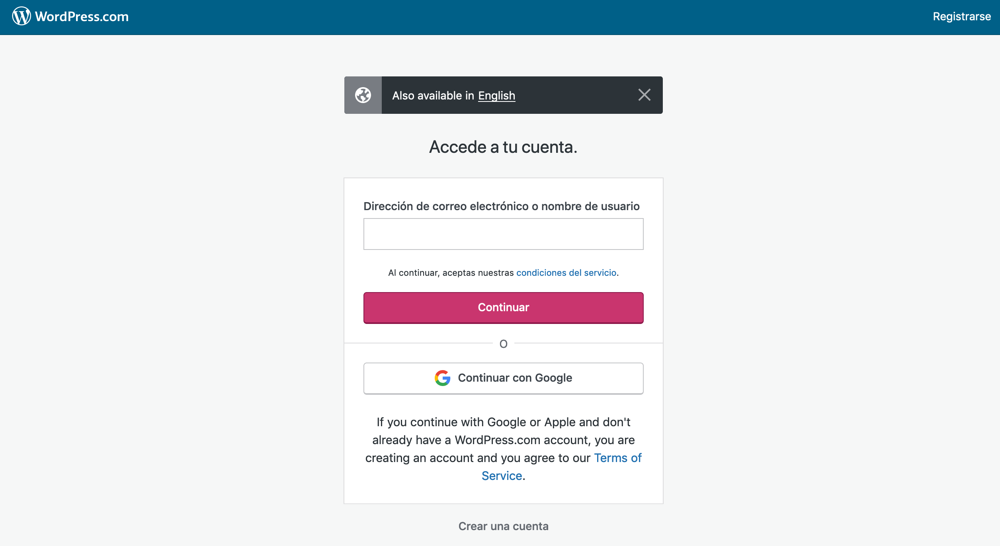 WordPress.com
Registrarse
Also available in English
Accede a tu cuenta.
Dirección de correo electrónico o nombre de usuario
Al continuar, aceptas nuestras condiciones del servicio.
Continuar
O
Continuar con Google
If you continue with Google or Apple and don't
already have a WordPress.com account, you are
creating an account and you agree to our Terms of
Service.
Crear una cuenta